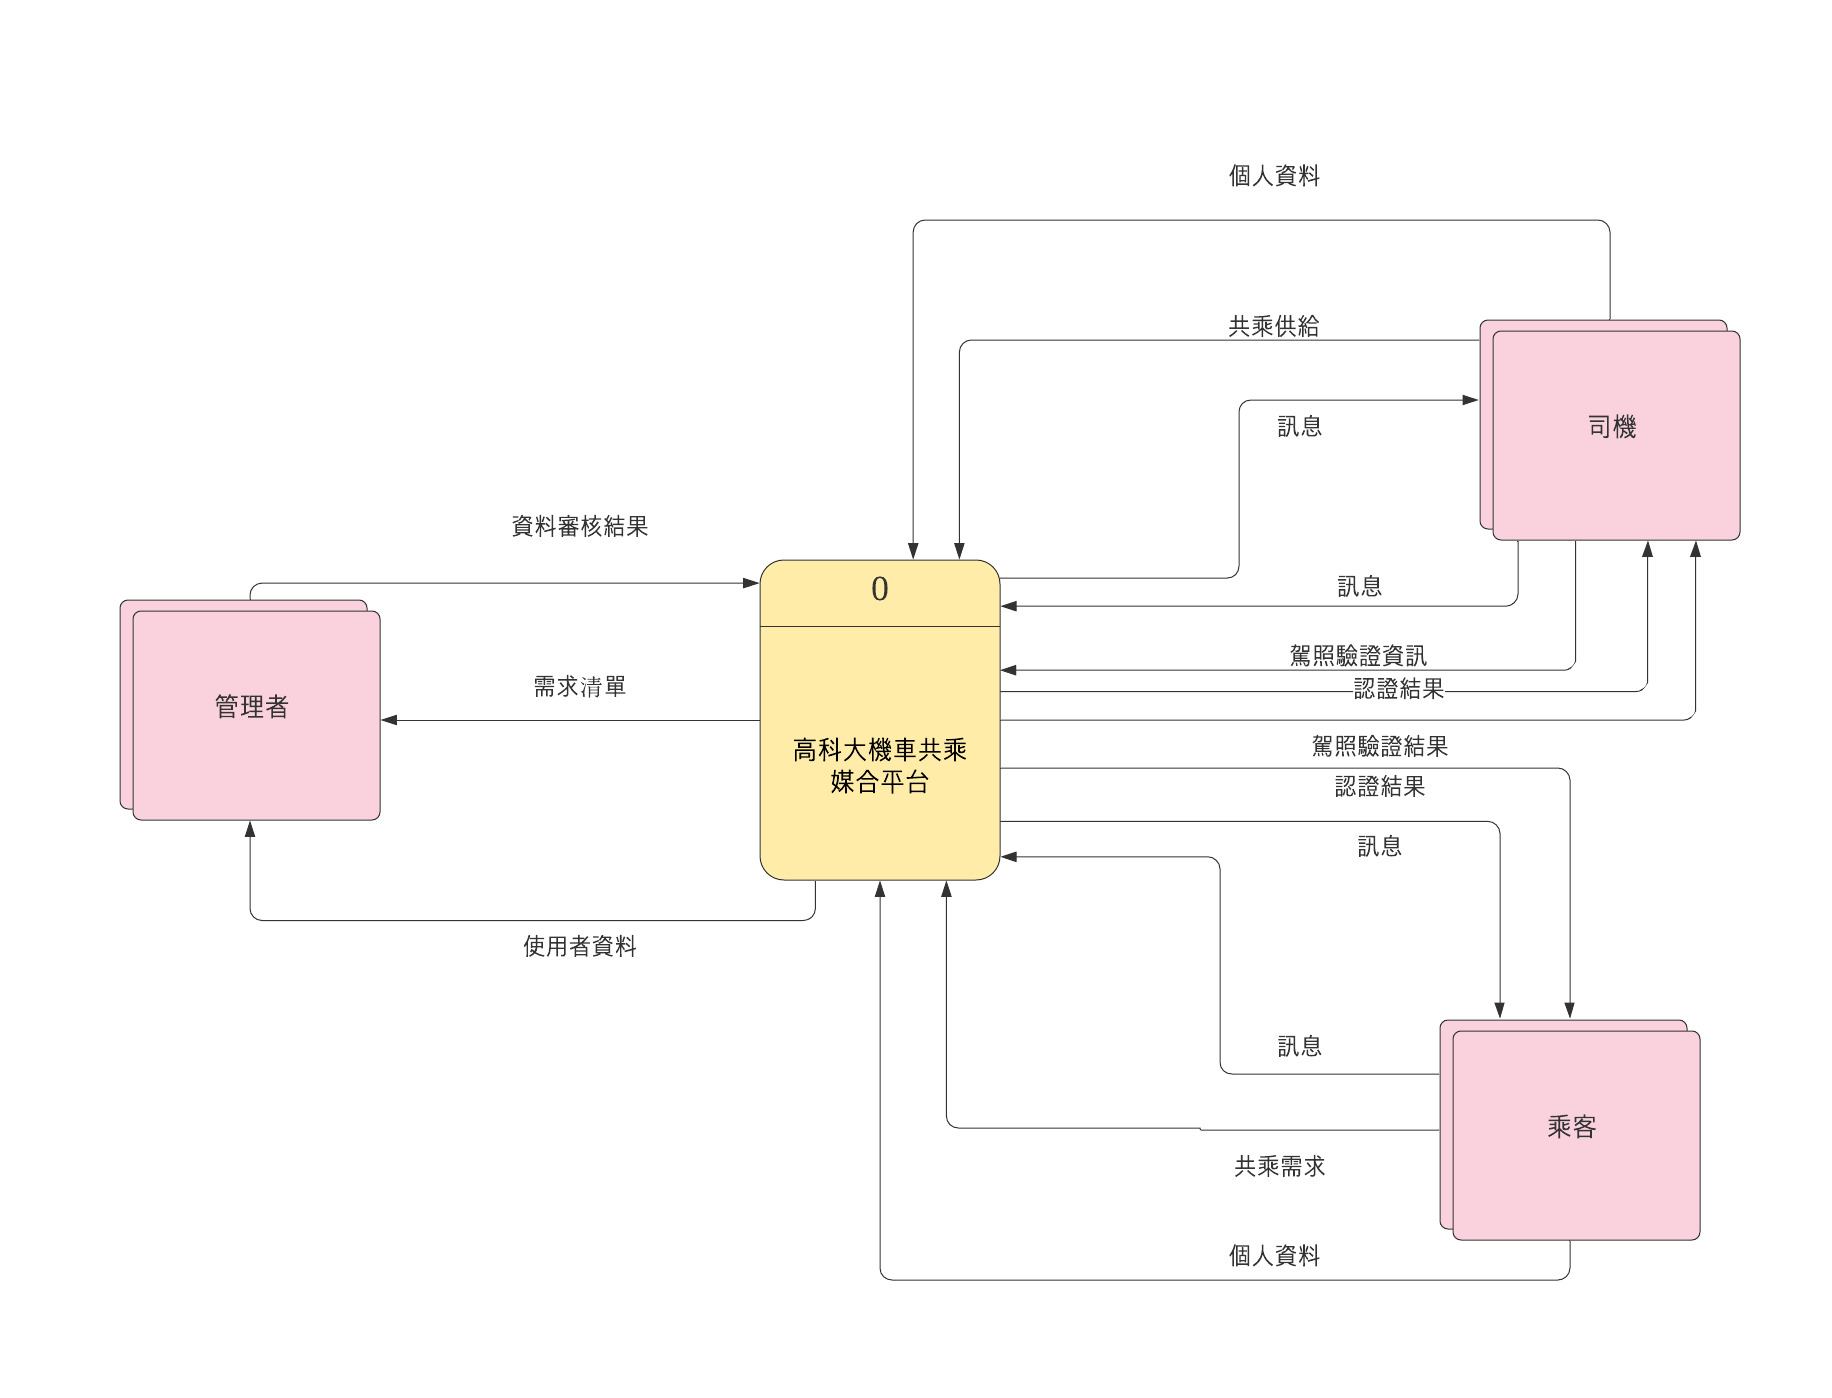 個人資料
共乘供給
訊息
司機
資料審核結果
0
訊息
駕照驗證資訊
需求清單
認證結果
管理者
高科大機車共乘
媒合平台
駕照驗證結果
認證結果
訊息
使用者資料
訊息
乘客
共乘需求
個人資料